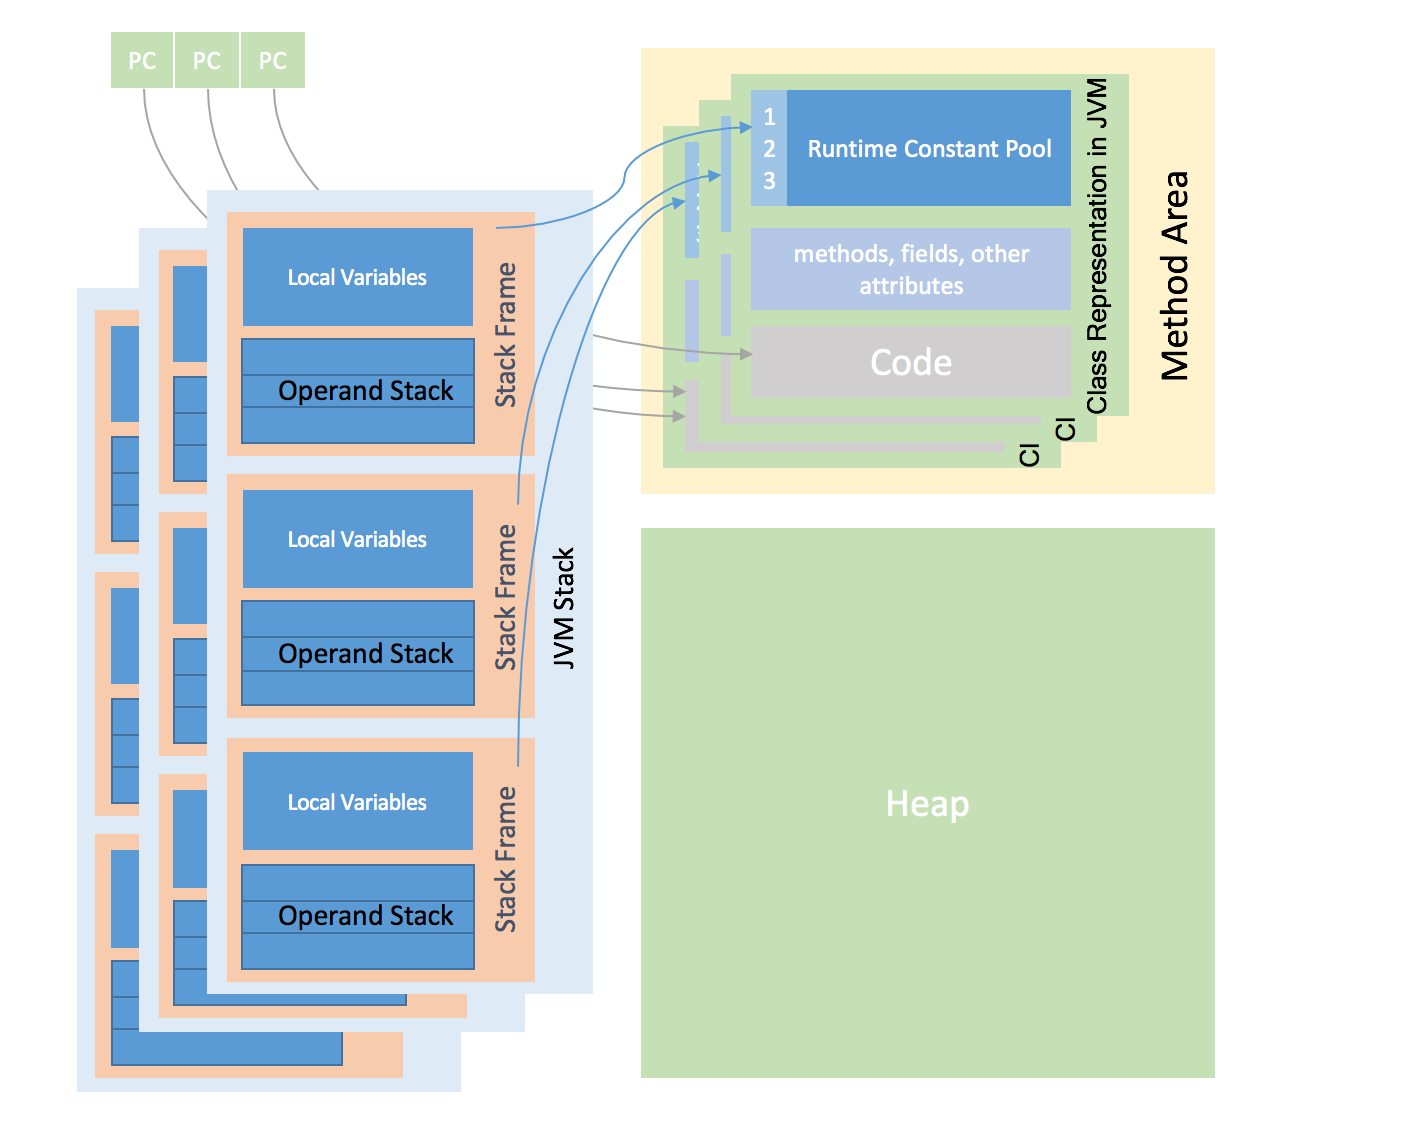 PC
PC
PC
Local Variables
Operand Stack
Stack Frame
Local Variables
Operand Stack
Stack Frame
Local Variables
Operand Stack
Stack Frame
JVM Stack
1
2
3
Runtime Constant Pool
methods, fields, other
attributes
Code
Class Representation in JVM
Cl
Cl
Method Area
Heap